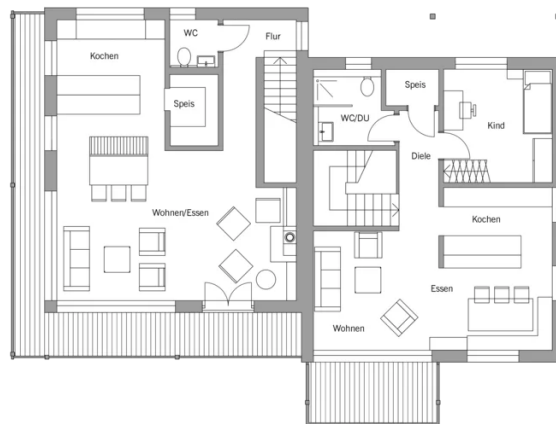 Kochen
WC
Flur
Speis
Wohnen/Essen
WC/DU
Speis
Kind
Diele
Kochen
Essen
Wohnen